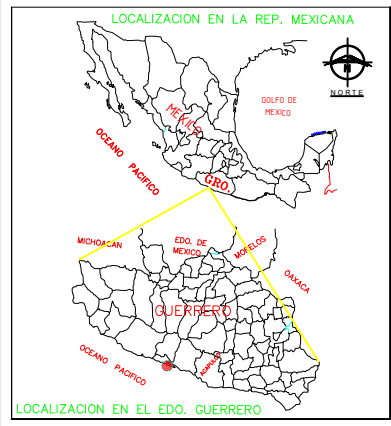 LOCALIZACION EN LA REP. MEXICANA
NORTE
GOLFO DE
MEXICO
MEXICO
OCEANO PACIFICO
GRO.
MICHOACAN
EDO. DE
MEXICO
MORELOS
OAXACA
GUERRERO
OCEANO PACIFICO
ACAPULCO
LOCALIZACION EN EL EDO. GUERRERO